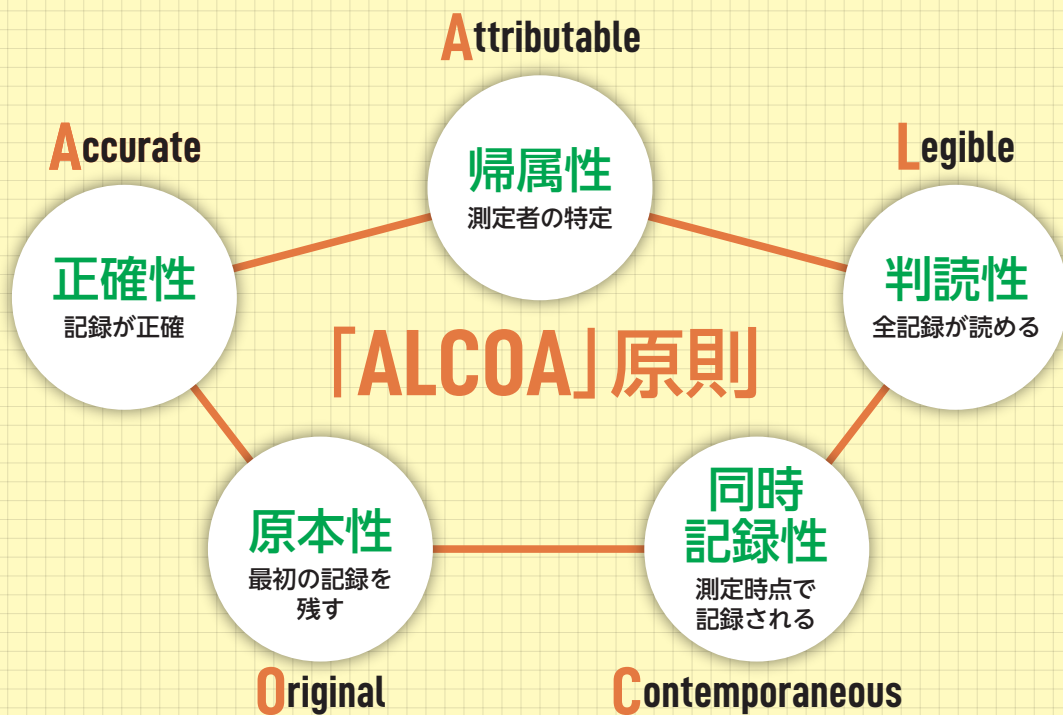 Attributable
帰属性
測定者の特定
Accurate
正確性
記録が正確
Legible
判読性
全記録が読める
「ALCOA」原則
原本性
最初の記録を
残す
Original
同時
記録性
測定時点で
記録される
Contemporaneous